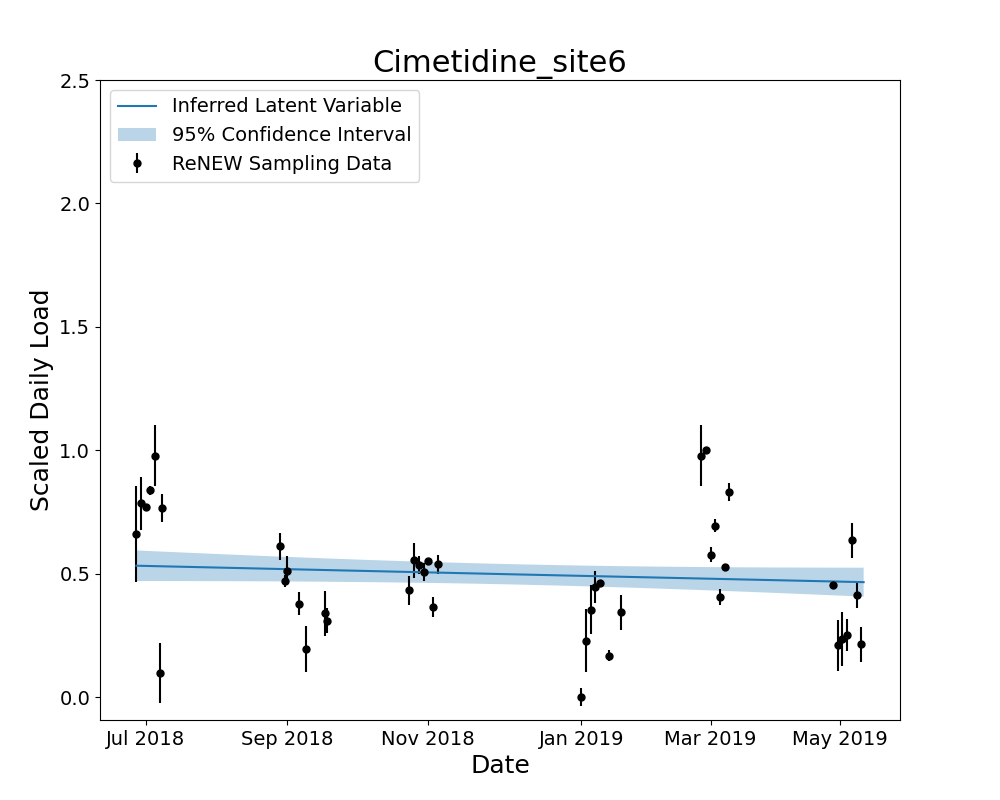 Cimetidine_site6
2.5
2.0
1.5
1.0
0.5
0.0
Scaled Daily Load
Inferred Latent Variable
95% Confidence Interval
ReNEW Sampling Data
Jul 2018
Sep 2018
Nov 2018
Jan 2019
Mar 2019
May 2019
Date